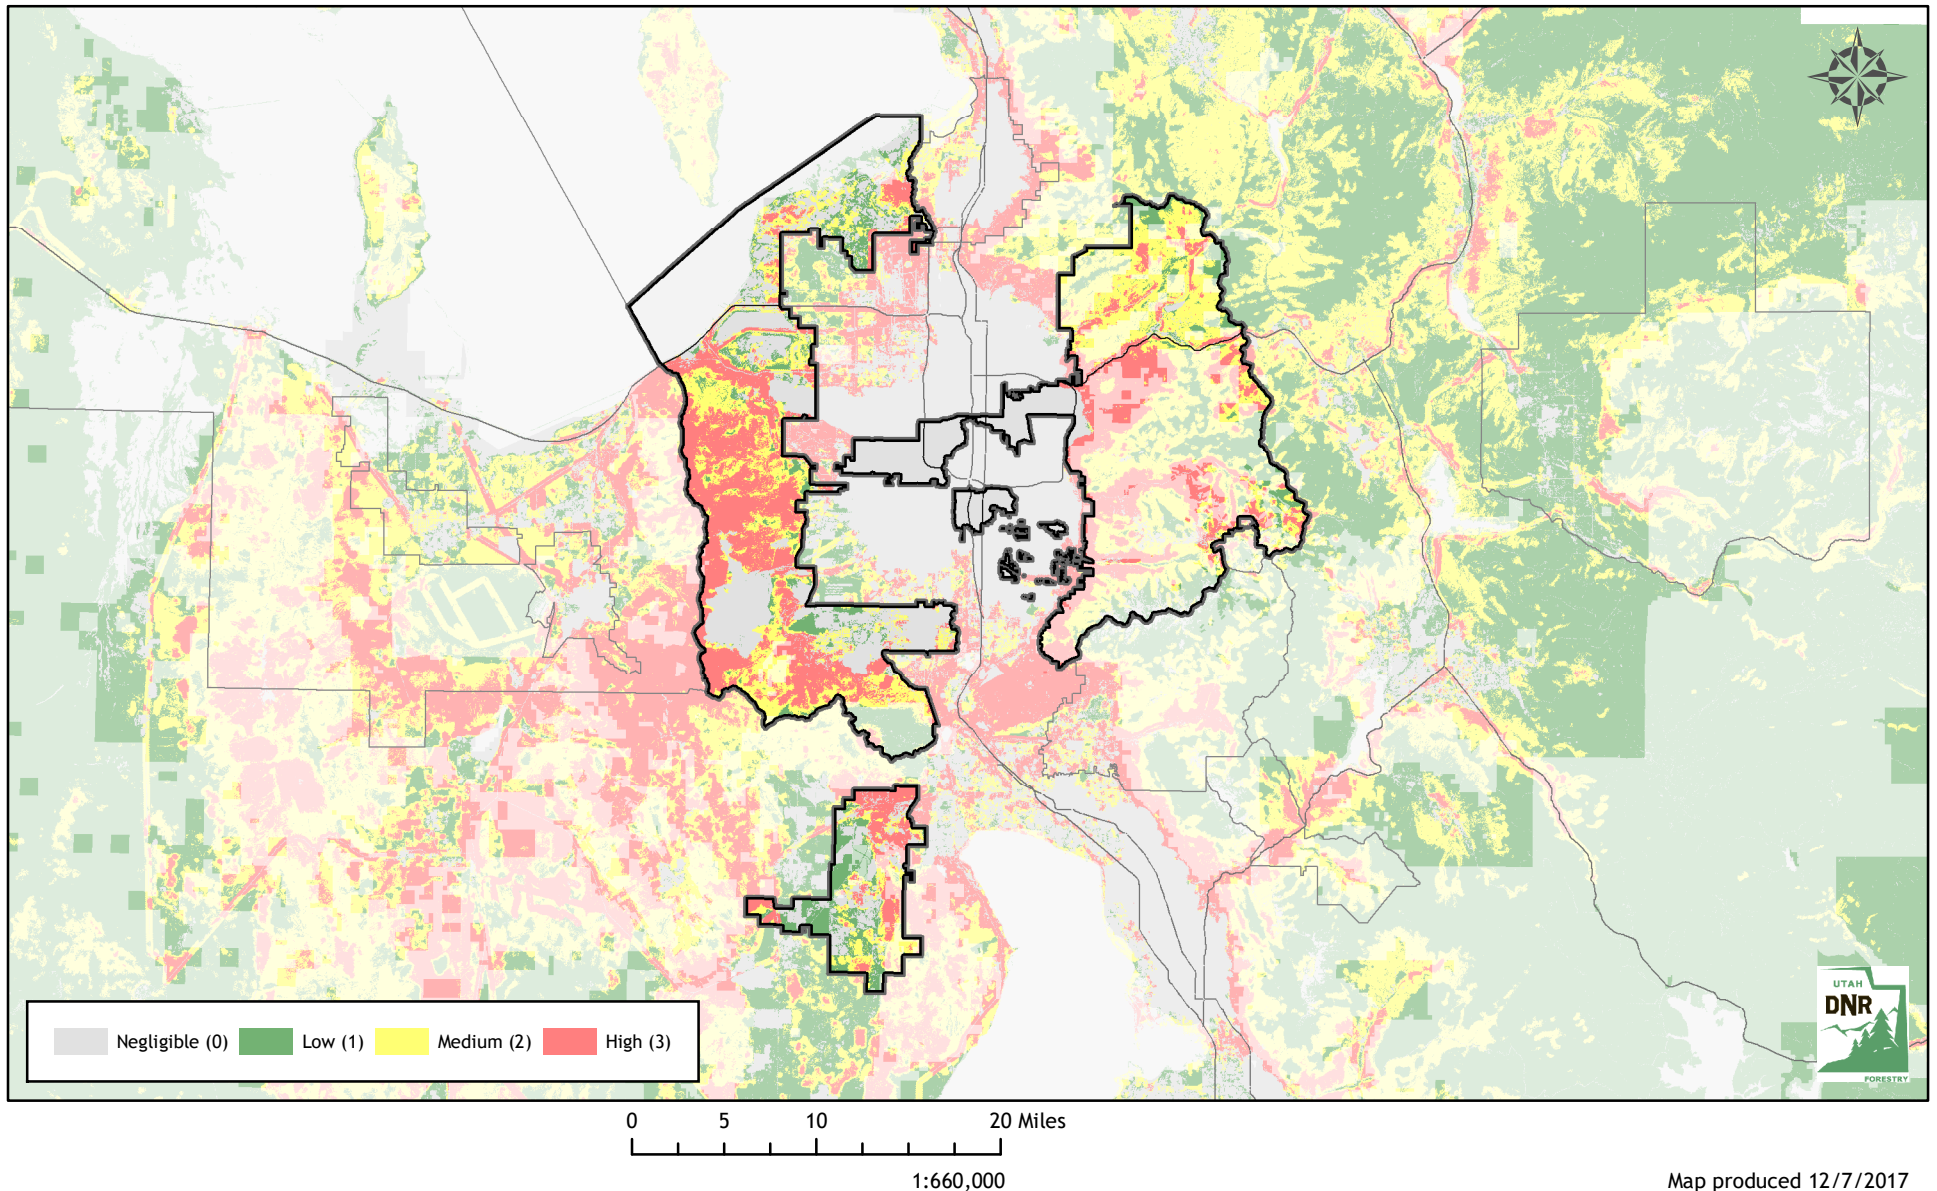 UTAH
DNR
FORESTRY
Negligible (0) Low (1) Medium (2) High (3)
0 5 10 20 Miles
1:660,000
Map produced 12/7/2017